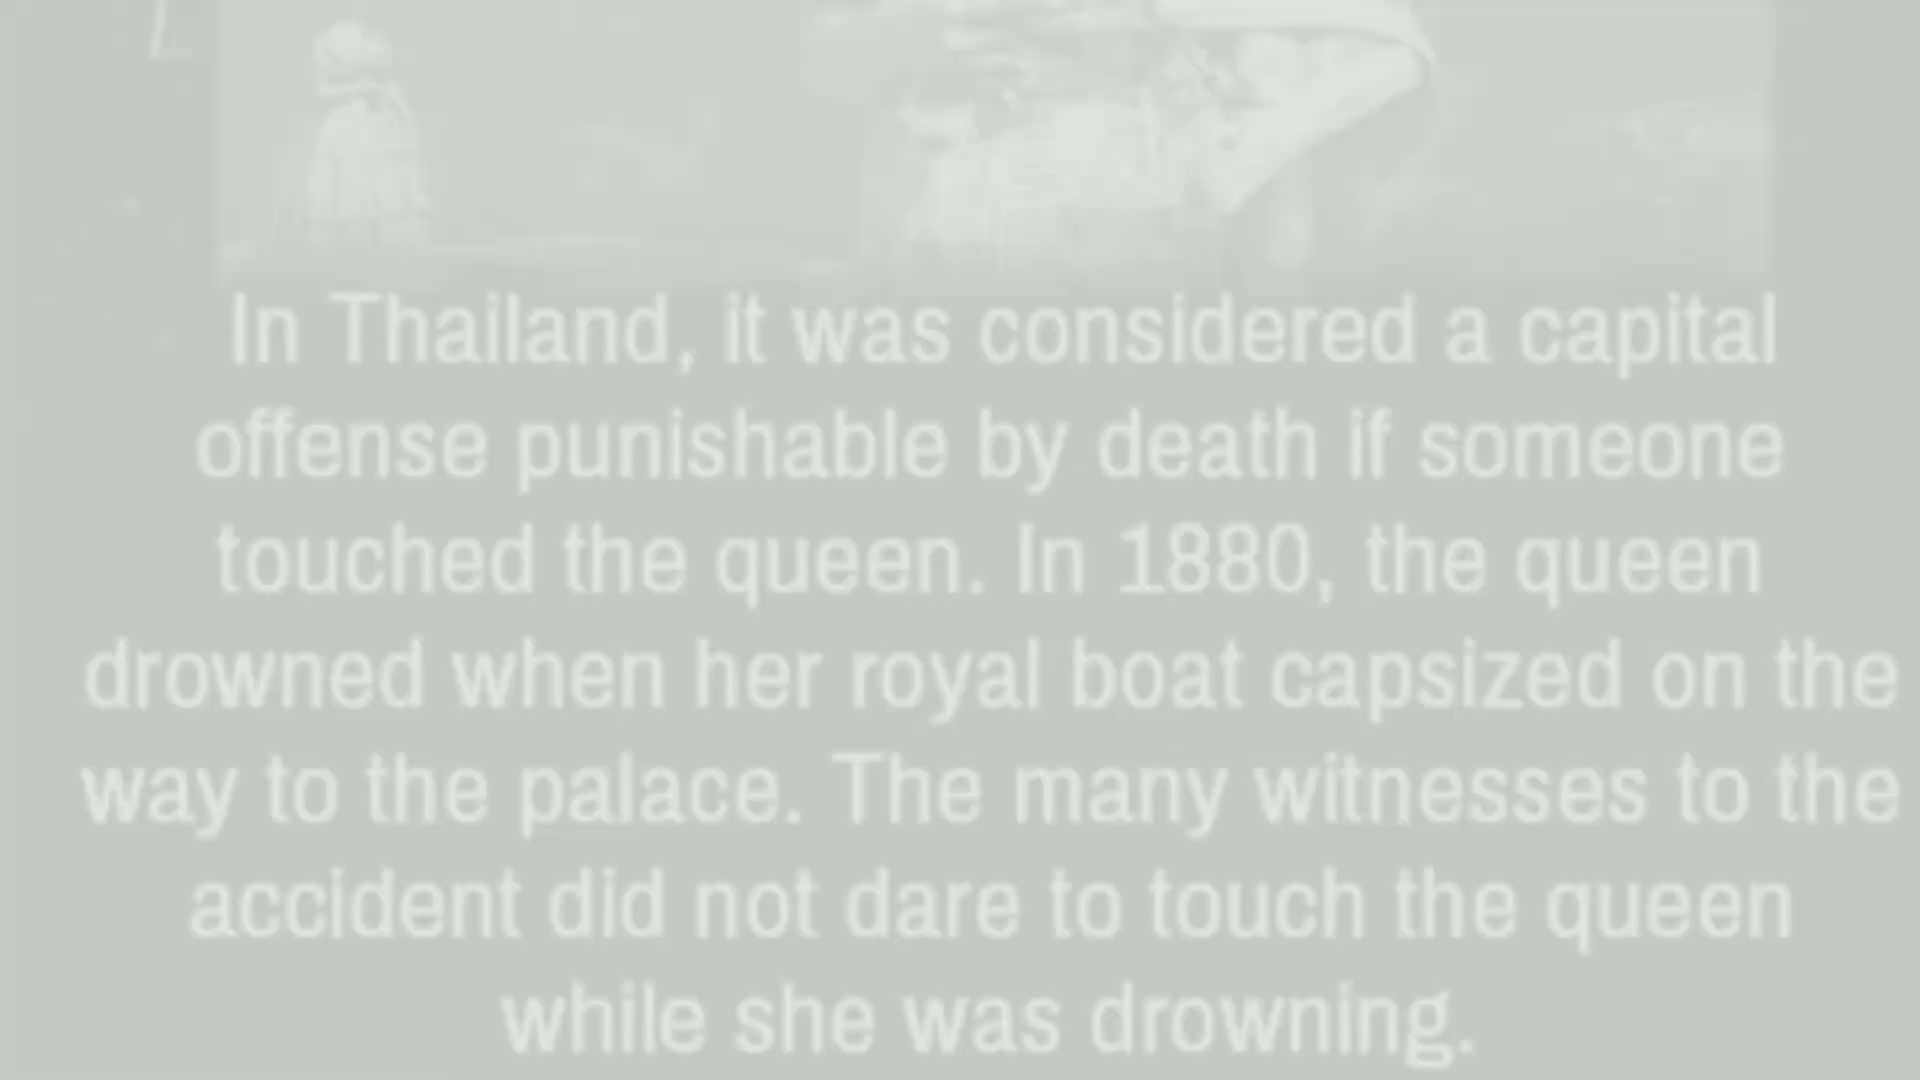 In Thailand, it was considered a capital
offense punishable by death if someone
touched the queen. In 1880, the queen
drowned when her royal boat capsized on the
way to the palace. The many witnesses to the
accident did not dare to touch the queen
while she was drowning.